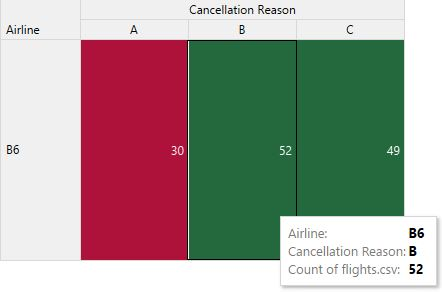 Cancellation Reason
Airline A B C
B6 30 52 49
Airline: B6
Cancellation Reason: B
Count of flights.csv: 52